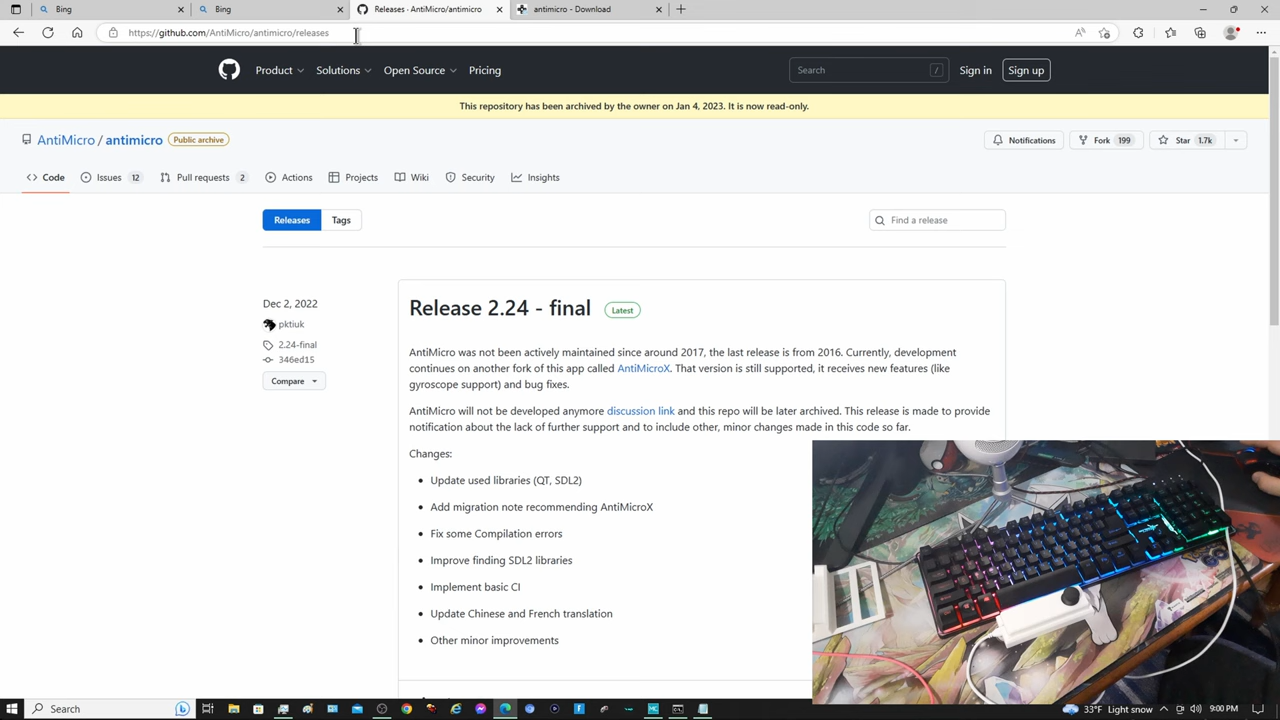 Bing
Bing
Releases · AntiMicro/antimicro
antimicro - Download
https://github.com/AntiMicro/antimicro/releases
Product
Solutions
Open Source
Pricing
Search
/
Sign in
Sign up
This repository has been archived by the owner on Jan 4, 2023. It is now read-only.
AntiMicro / antimicro
Public archive
Notifications
Fork 199
Star 1.7k
Code
Issues 12
Pull requests 2
Actions
Projects
Wiki
Security
Insights
Releases
Tags
Find a release
Dec 2, 2022
pktiuk
2.24-final
346ed15
Compare
Release 2.24 - final
Latest
AntiMicro was not been actively maintained since around 2017, the last release is from 2016. Currently, development
continues on another fork of this app called AntiMicroX. That version is still supported, it receives new features (like
gyroscope support) and bug fixes.
AntiMicro will not be developed anymore discussion link and this repo will be later archived. This release is made to provide
notification about the lack of further support and to include other, minor changes made in this code so far.
Changes:
• Update used libraries (QT, SDL2)
• Add migration note recommending AntiMicroX
• Fix some Compilation errors
• Improve finding SDL2 libraries
• Implement basic CI
• Update Chinese and French translation
• Other minor improvements
Search
33°F Light snow
9:00 PM